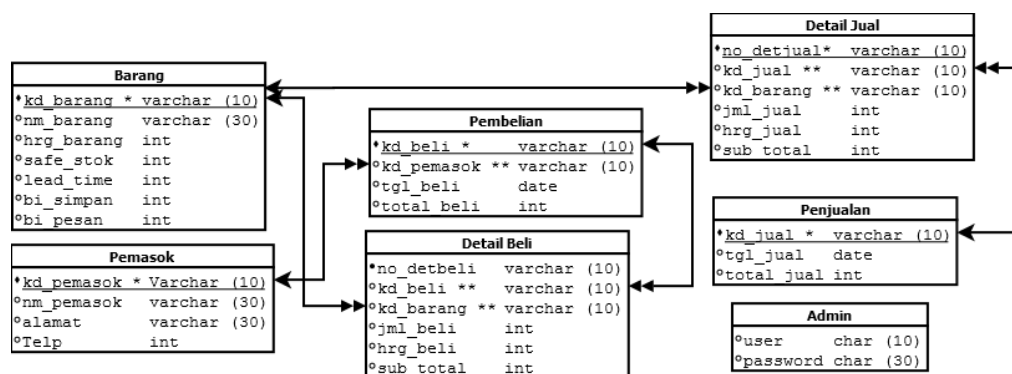 Barang
kd_barang * varchar (10)
nm_barang varchar (30)
hrg_barang int
safe_stok int
lead_time int
bi_simpan int
bi_pesan int
Pemasok
kd_pemasok * Varchar (10)
nm_pemasok varchar (30)
alamat varchar (30)
Telp int
Pembelian
kd_beli * varchar (10)
kd_pemasok ** varchar (10)
tgl_beli date
total_beli int
Detail Beli
no_detbeli varchar (10)
kd_beli ** varchar (10)
kd_barang ** varchar (10)
jml_beli int
hrg_beli int
sub_total int
Detail Jual
no_detjual* varchar (10)
kd_jual ** varchar (10)
kd_barang ** varchar (10)
jml_jual int
hrg_jual int
sub_total int
Penjualan
kd_jual * varchar (10)
tgl_jual date
total_jual int
Admin
user char (10)
password char (30)